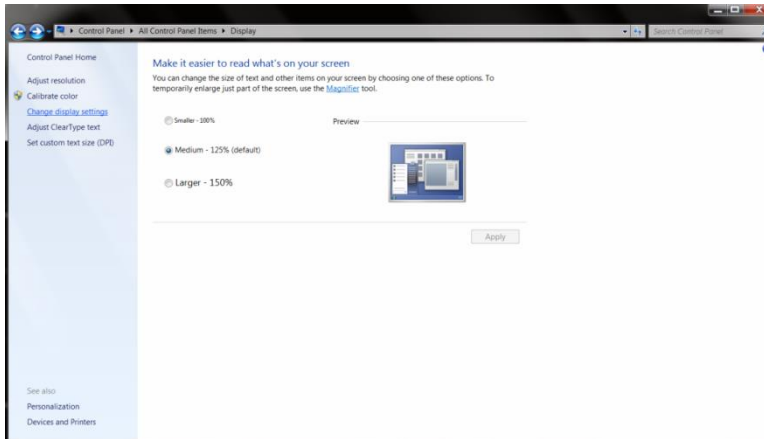 Control Panel ▸ All Control Panel Items ▸ Display
Search Control Panel
Control Panel Home
Adjust resolution
Calibrate color
Change display settings
Adjust ClearType text
Set custom text size (DPI)
See also
Personalization
Devices and Printers
Make it easier to read what's on your screen
You can change the size of text and other items on your screen by choosing one of these options. To
temporarily enlarge just part of the screen, use the Magnifier tool.
Smaller - 100%
Preview
Medium - 125% (default)
Larger - 150%
Apply